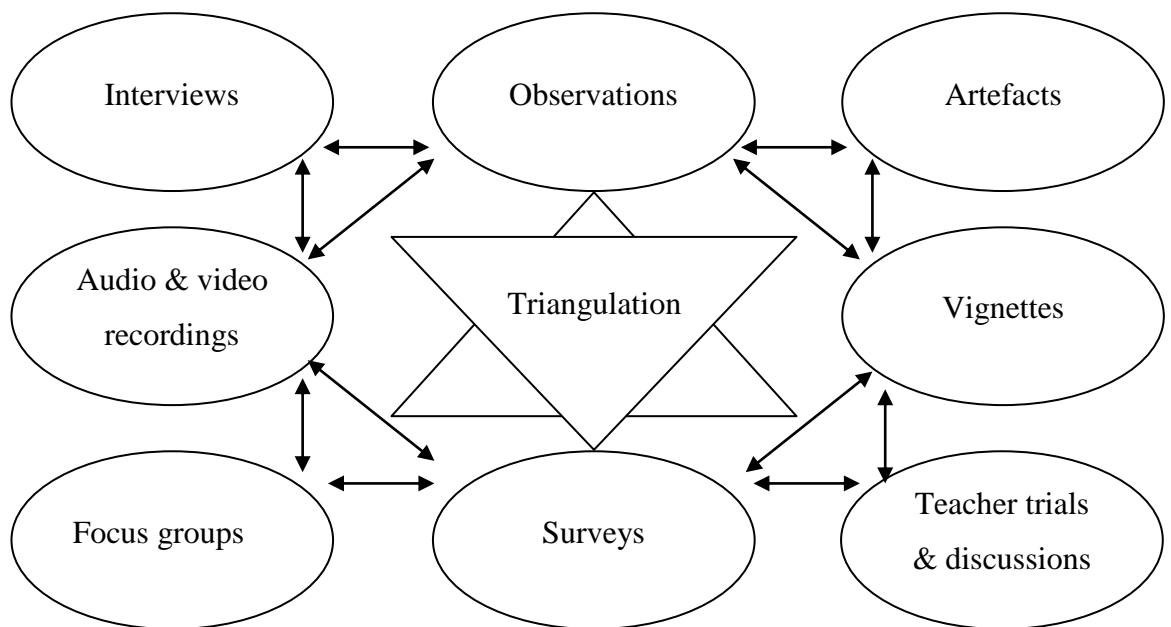 Interviews
Observations
Artefacts
Audio & video
recordings
Triangulation
Vignettes
Focus groups
Surveys
Teacher trials
& discussions